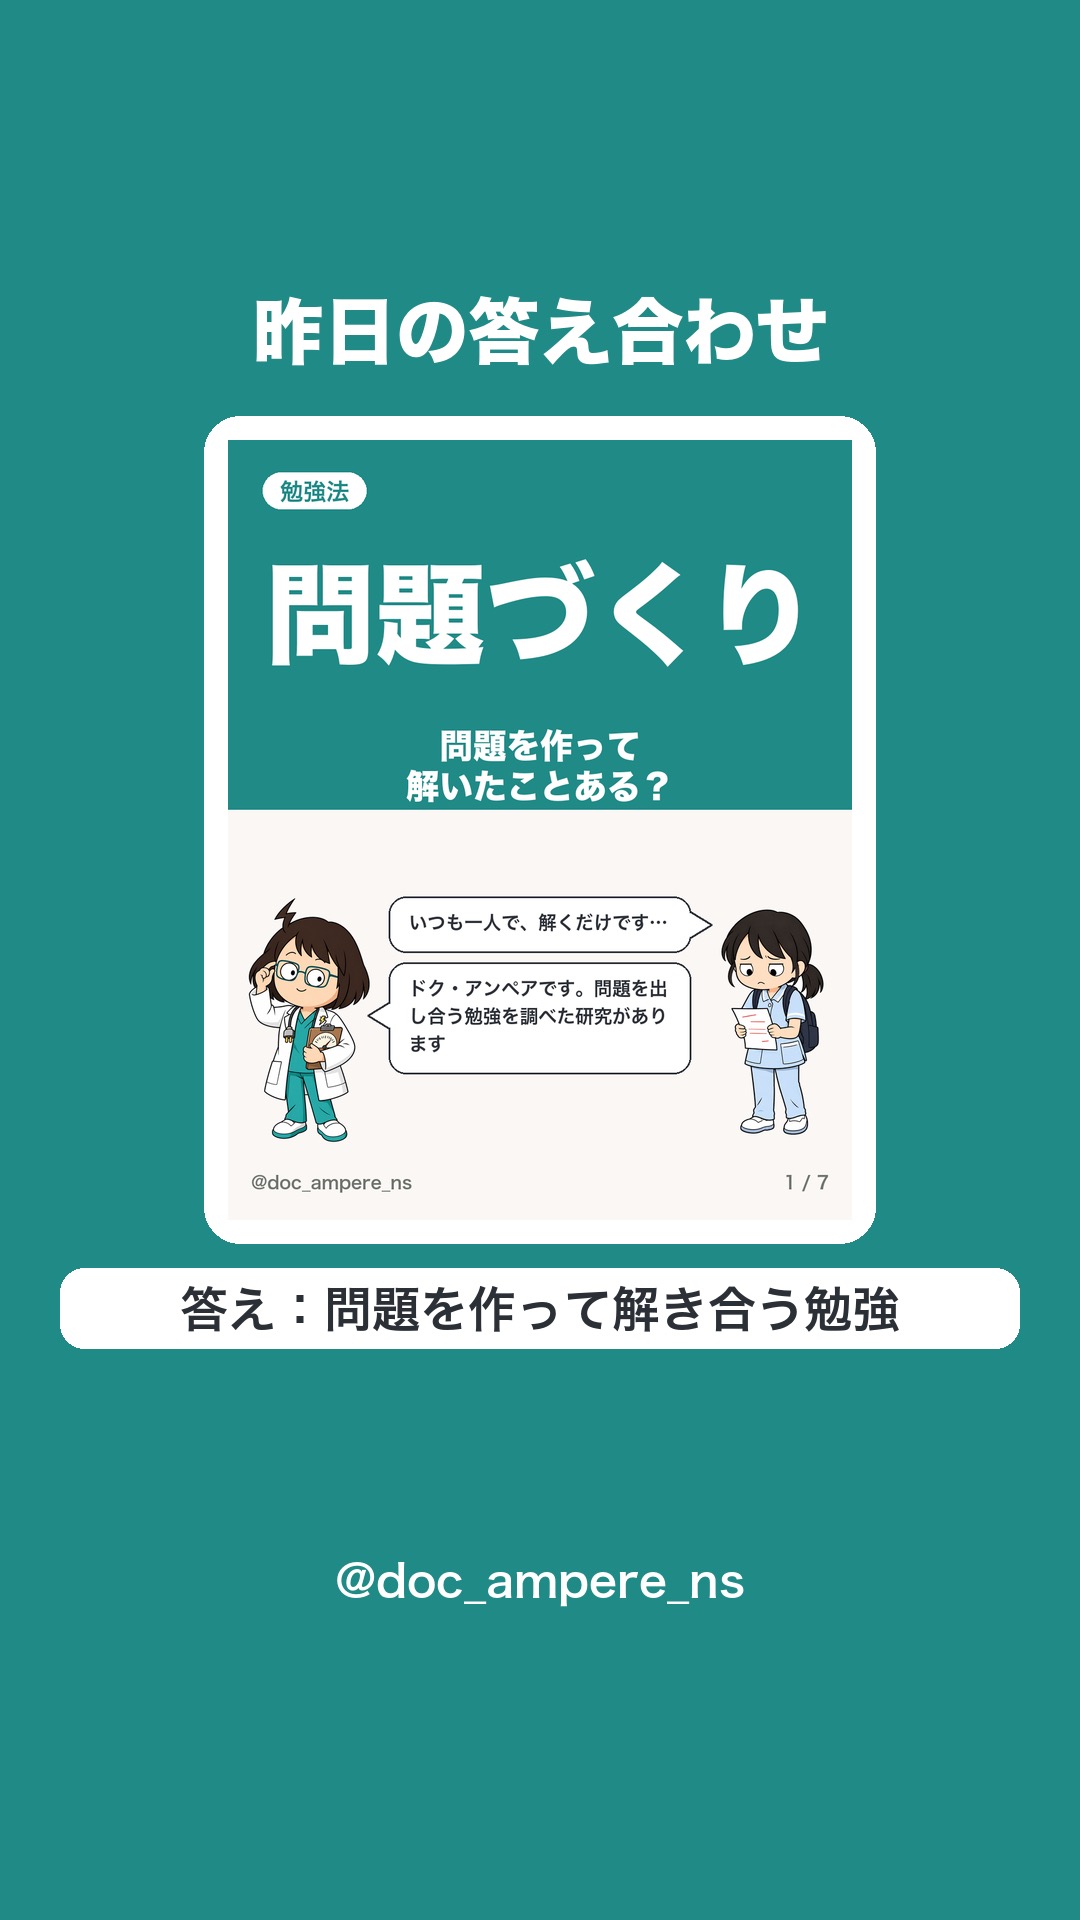 昨日の答え合わせ
勉強法
問題づくり
問題を作って
解いたことある？
いつも一人で、解くだけです…
ドク・アンペアです。問題を出
し合う勉強を調べた研究があり
ます
@doc_ampere_ns
1 / 7
答え：問題を作って解き合う勉強
@doc_ampere_ns